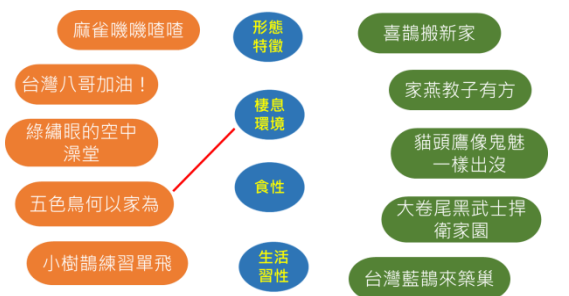 麻雀嘰嘰喳喳
台灣八哥加油！
綠繡眼的空中
澡堂
五色鳥何以家為
小樹鵲練習單飛
形態
特徵
棲息
環境
食性
生活
習性
喜鵲搬新家
家燕教子有方
貓頭鷹像鬼魅
一樣出沒
大卷尾黑武士捍
衛家園
台灣藍鵲來築巢